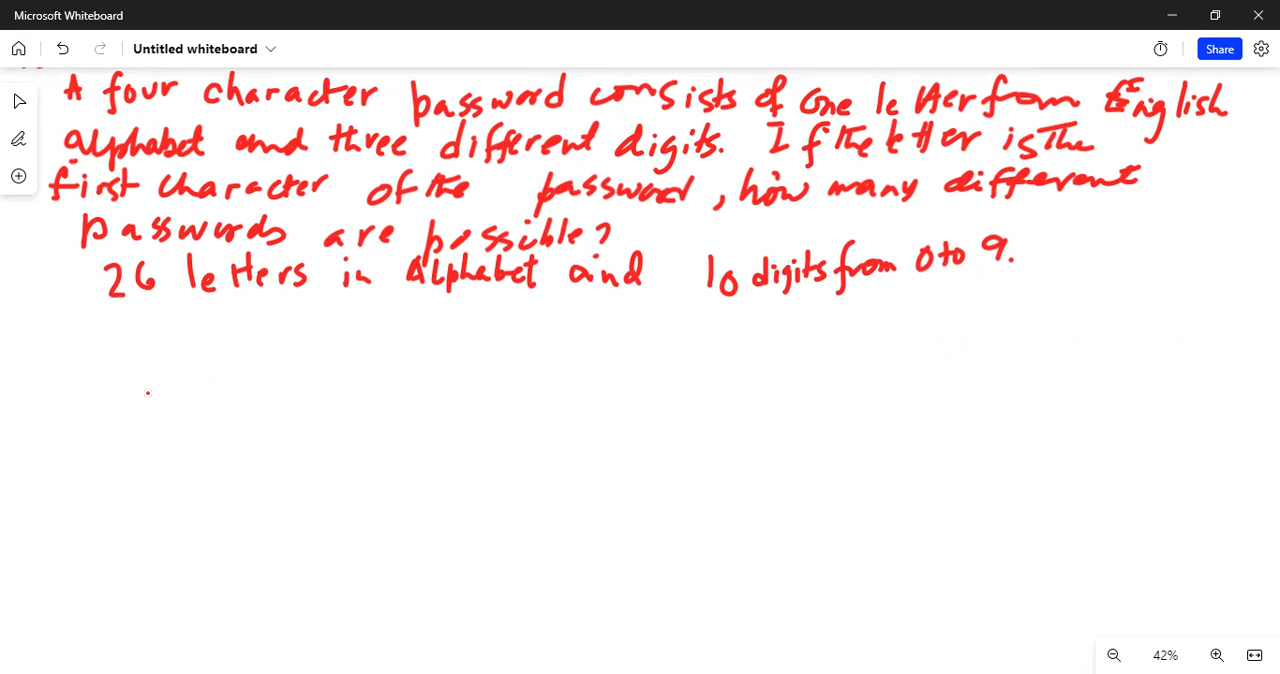 Microsoft Whiteboard
Untitled whiteboard
Share
A four character password consists of one letter from English
alphabet and three different digits. If the letter is the
first character of the password, how many different
passwords are possible?
26 letters in Alphabet and 10 digits from 0 to 9.
42%